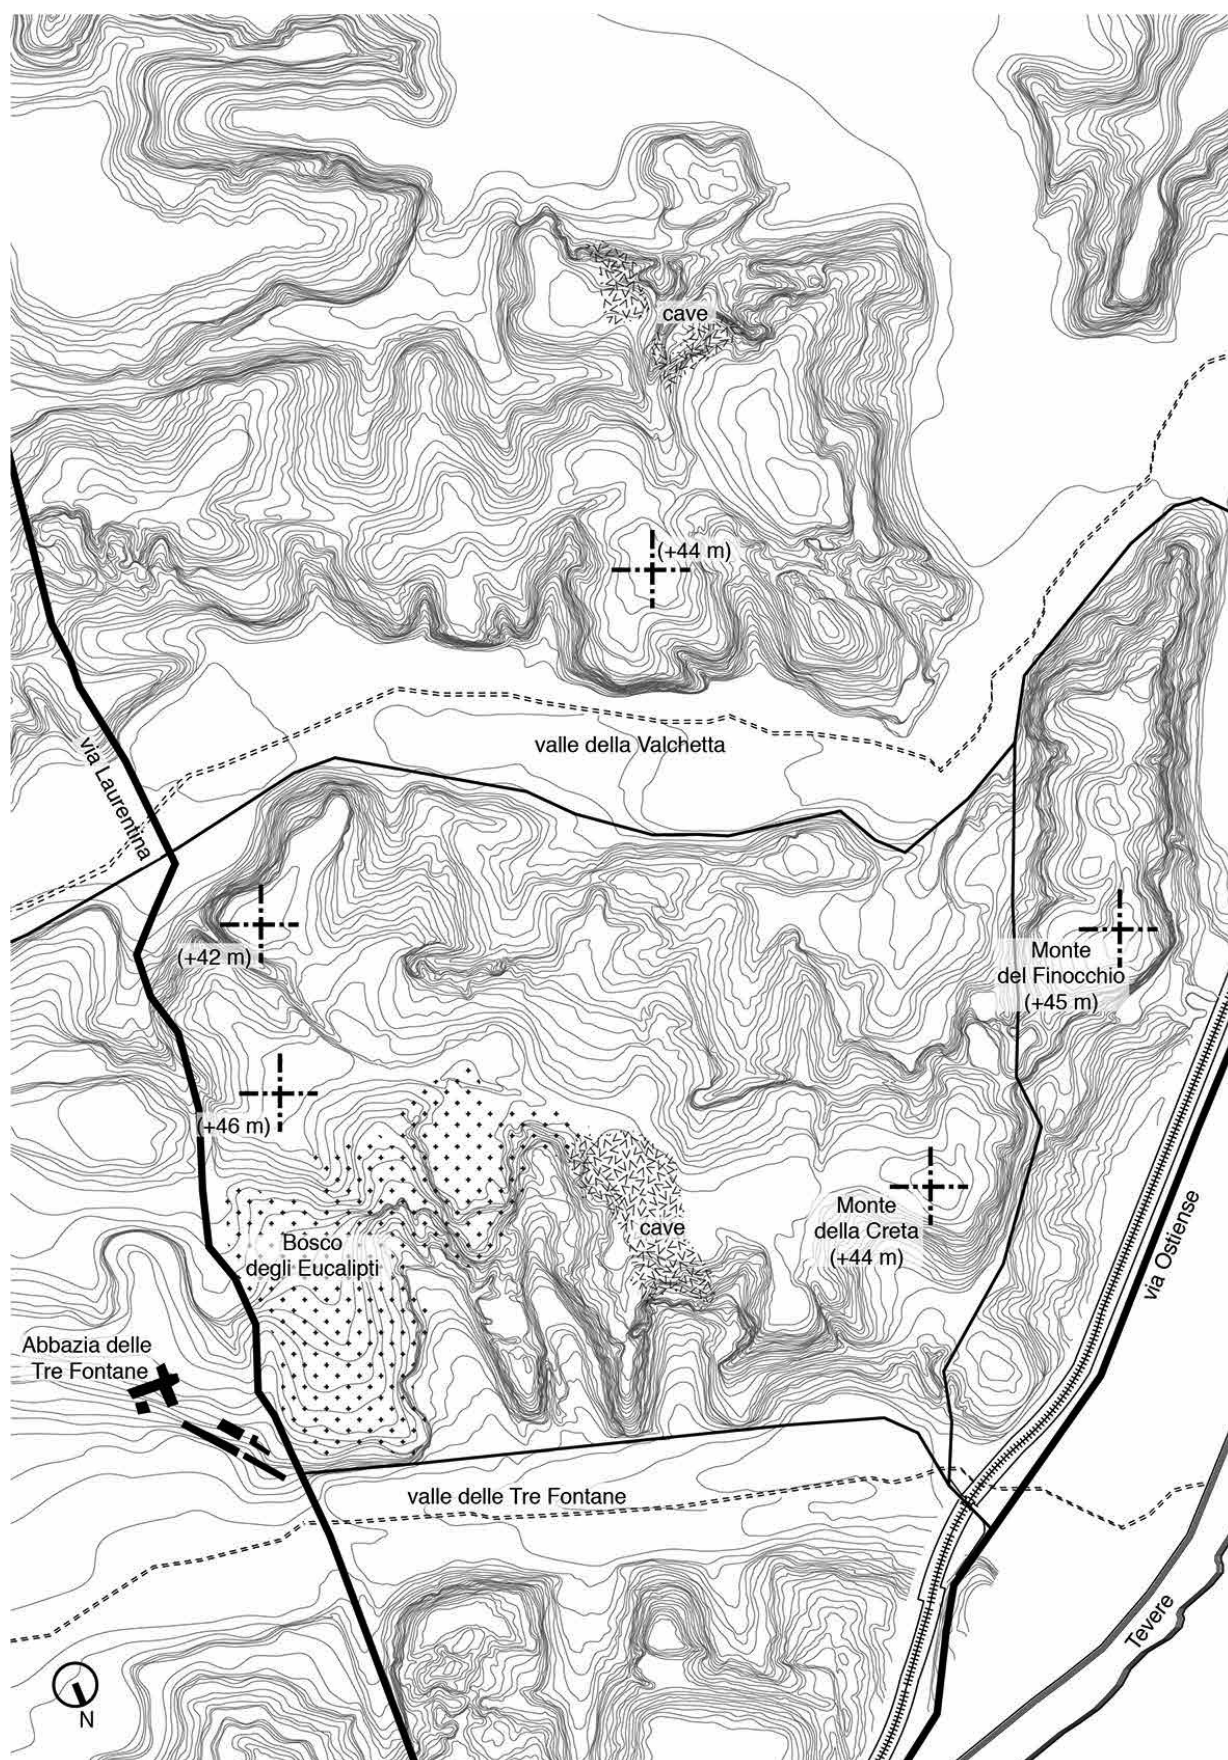 cave
(+44 m)
via Laurentina
valle della Valchetta
(+42 m)
Monte
del Finocchio
(+45 m)
(+46 m)
Monte
della Creta
(+44 m)
cave
Bosco
degli Eucalipti
via Ostiense
Abbazia delle
Tre Fontane
valle delle Tre Fontane
Tevere
N